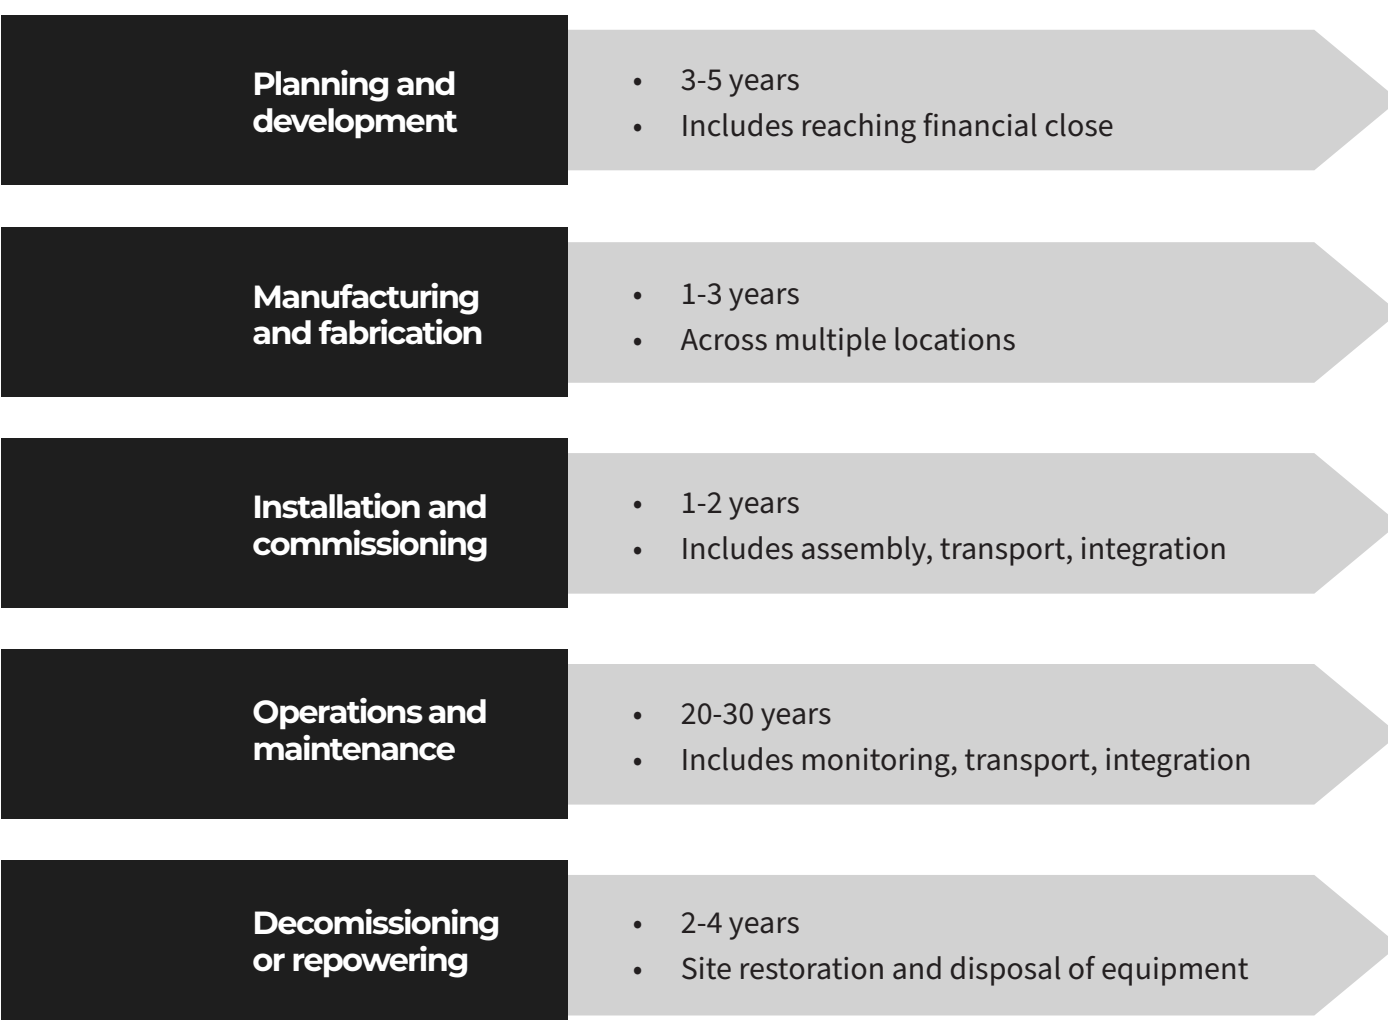 Planning and
development
• 3-5 years
• Includes reaching financial close
Manufacturing
and fabrication
• 1-3 years
• Across multiple locations
Installation and
commissioning
• 1-2 years
• Includes assembly, transport, integration
Operations and
maintenance
• 20-30 years
• Includes monitoring, transport, integration
Decomissioning
or repowering
• 2-4 years
• Site restoration and disposal of equipment